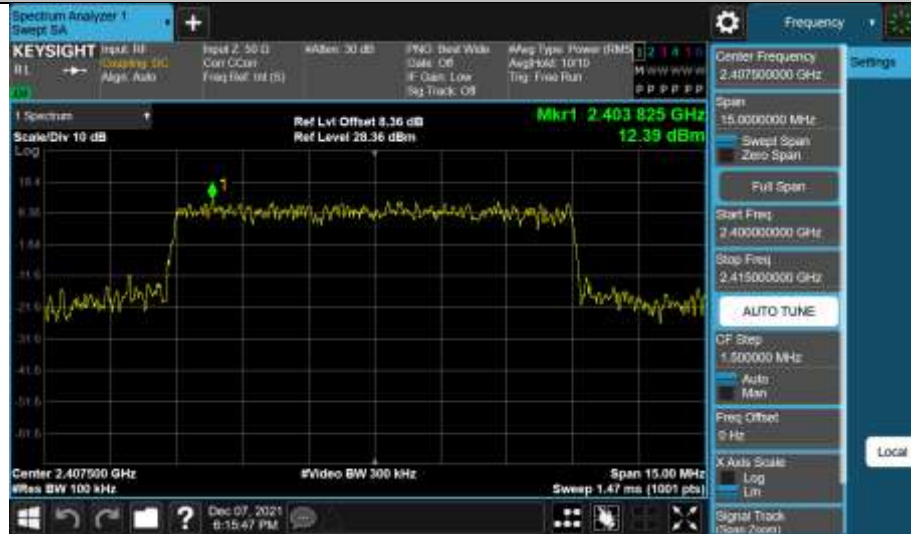 Spectrum Analyzer 1
Swept SA
Frequency
KEYSIGHT
Input: RF
Coupling: DC
Align: Auto
Input Z: 50 Ω
Corr CCorr
Freq Ref: Int (S)
#Atten: 30 dB
PNO: Best Wide
Gate: Off
IF Gain: Low
Sig Track: Off
#Avg Type: Power (RMS
Avg|Hold: 10/10
Trig: Free Run
M W W W W W
P P P P P P
1 Spectrum
Scale/Div 10 dB
Log
Ref Lvl Offset 8.36 dB
Ref Level 28.36 dBm
Mkr1 2.403 825 GHz
12.39 dBm
1
Center 2.407500 GHz
#Res BW 100 kHz
#Video BW 300 kHz
Span 15.00 MHz
Sweep 1.47 ms (1001 pts)
Dec 07, 2021
6:15:47 PM
Center Frequency
2.407500000 GHz
Span
15.0000000 MHz
Swept Span
Zero Span
Full Span
Start Freq
2.400000000 GHz
Stop Freq
2.415000000 GHz
AUTO TUNE
CF Step
1.500000 MHz
Auto
Man
Freq Offset
0 Hz
X Axis Scale
Log
Lin
Signal Track
(Span Zoom)
Settings
Local